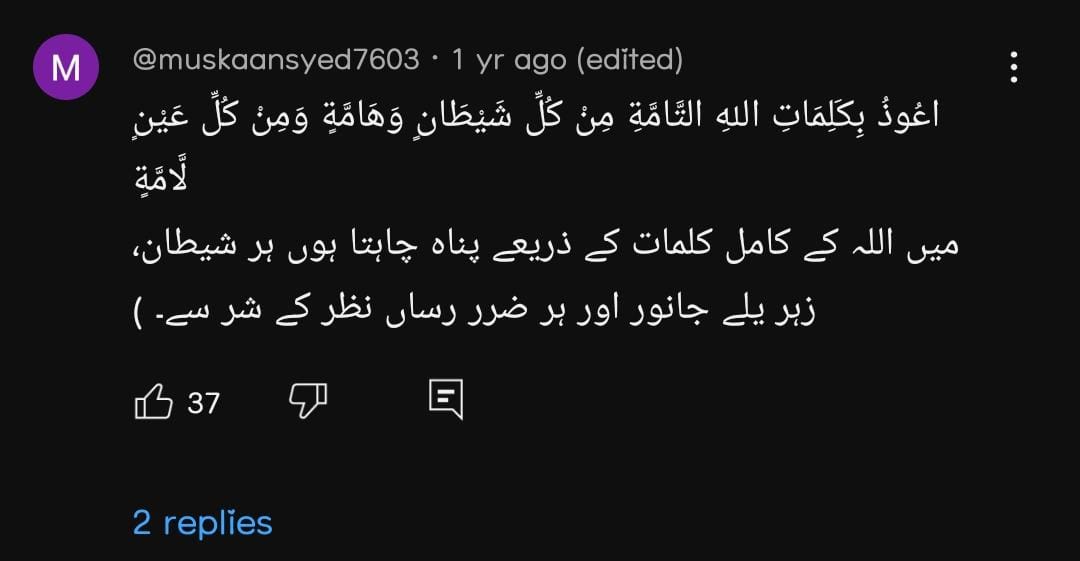 M
@muskaansyed7603 · 1 yr ago (edited)
اعُوذُ بِكَلِمَاتِ اللهِ التَّامَّةِ مِنْ كُلِّ شَيْطَانٍ وَهَامَّةٍ وَمِنْ كُلِّ عَيْنٍ
لَّامَّةٍ
میں اللہ کے کامل کلمات کے ذریعے پناہ چاہتا ہوں ہر شیطان،
زہر یلے جانور اور ہر ضرر رساں نظر کے شر سے۔ )
37
2 replies